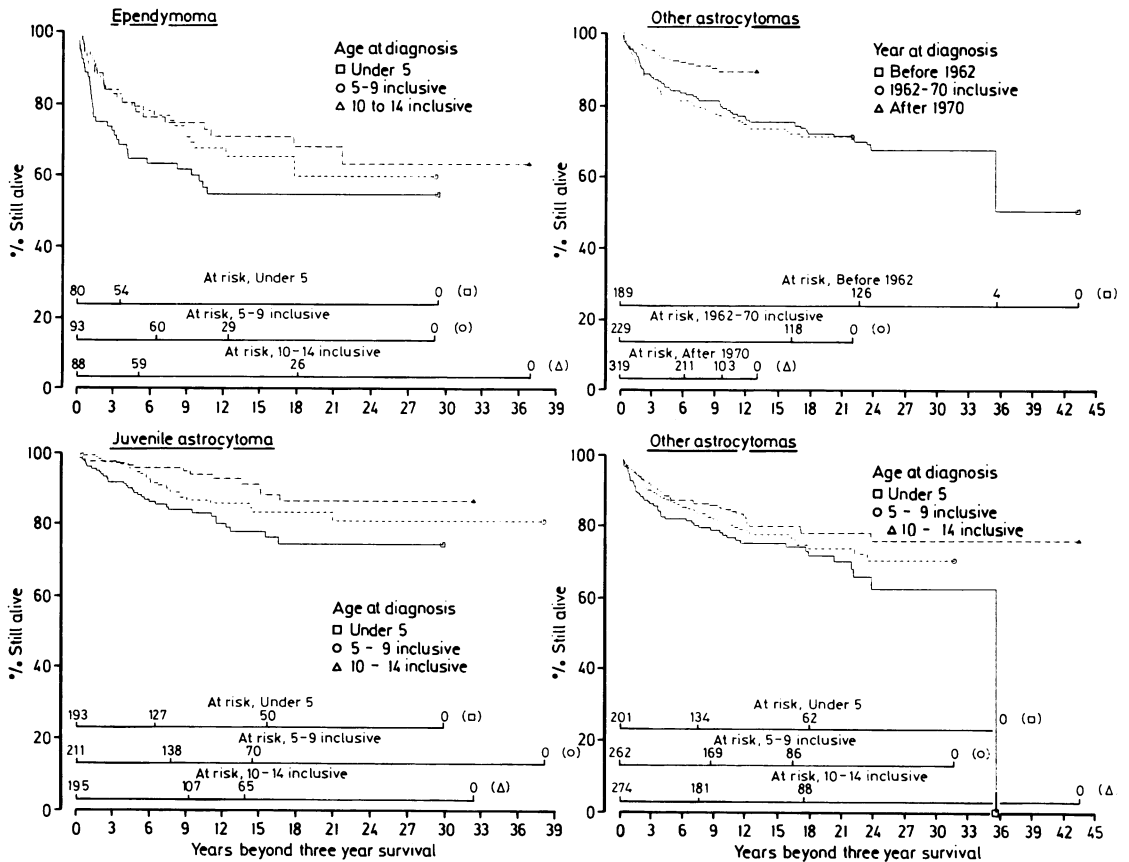 Ependymoma
100
80
60
40
20
0
% Still alive
Age at diagnosis
□ Under 5
○ 5-9 inclusive
△ 10 to 14 inclusive
At risk, Under 5
80 54 0 (□)
At risk, 5-9 inclusive
93 60 29 0 (○)
At risk, 10-14 inclusive
88 59 26 0 (△)
0 3 6 9 12 15 18 21 24 27 30 33 36 39
Other astrocytomas
100
80
60
40
20
0
% Still alive
Year at diagnosis
□ Before 1962
○ 1962-70 inclusive
△ After 1970
At risk, Before 1962
189 126 4 0 (□)
At risk, 1962-70 inclusive
229 118 0 (○)
At risk, After 1970
319 211 103 0 (△)
0 3 6 9 12 15 18 21 24 27 30 33 36 39 42 45
Juvenile astrocytoma
100
80
60
40
20
0
% Still alive
Age at diagnosis
□ Under 5
○ 5 - 9 inclusive
△ 10 - 14 inclusive
At risk, Under 5
193 127 50 0 (□)
At risk, 5-9 inclusive
211 138 70 0 (○)
At risk, 10-14 inclusive
195 107 65 0 (△)
0 3 6 9 12 15 18 21 24 27 30 33 36 39
Years beyond three year survival
Other astrocytomas
100
80
60
40
20
0
% Still alive
Age at diagnosis
□ Under 5
○ 5 - 9 inclusive
△ 10 - 14 inclusive
At risk, Under 5
201 134 62 0 (□)
At risk, 5-9 inclusive
262 169 86 0 (○)
At risk, 10-14 inclusive
274 181 88 0 (△
0 3 6 9 12 15 18 21 24 27 30 33 36 39 43 45
Years beyond three year survival